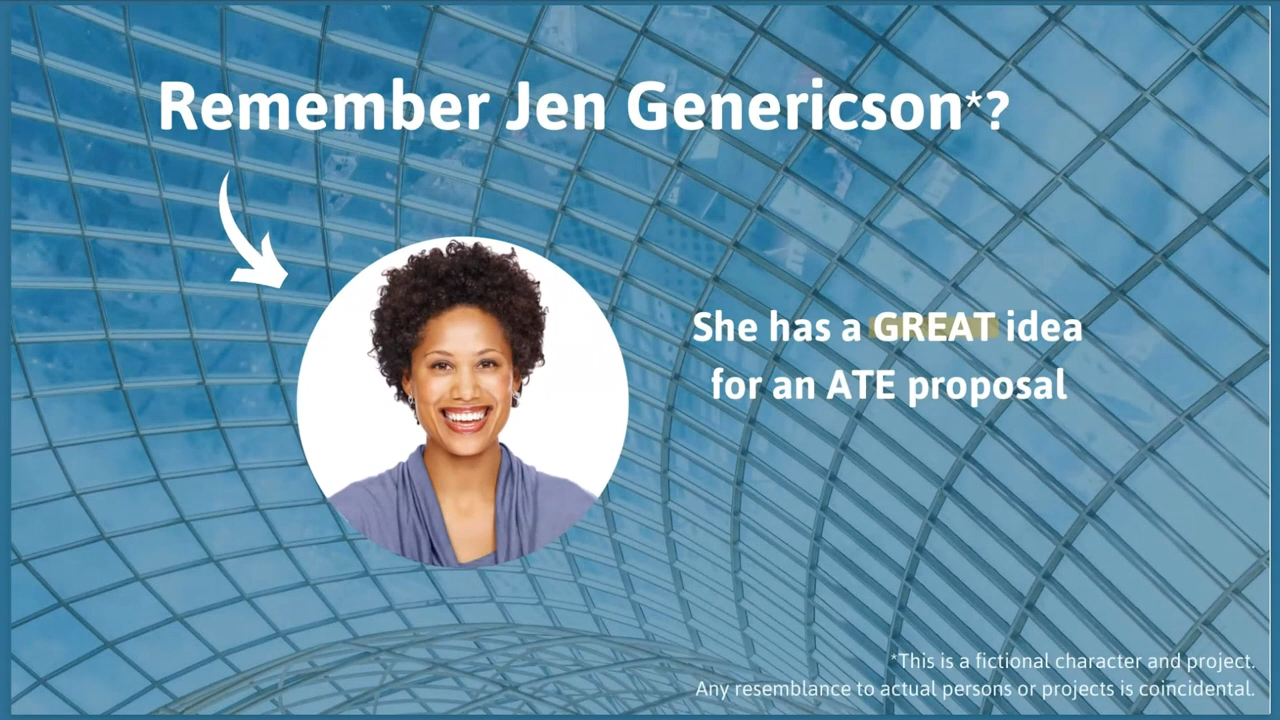 Remember Jen Genericson*?
She has a GREAT idea
for an ATE proposal
*This is a fictional character and project.
Any resemblance to actual persons or projects is coincidental.